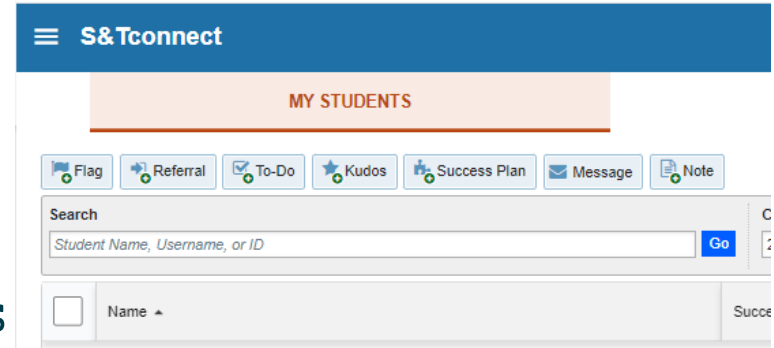 S&Tconnect
MY STUDENTS
Flag Referral To-Do Kudos Success Plan Message Note
Search
Student Name, Username, or ID Go
Name